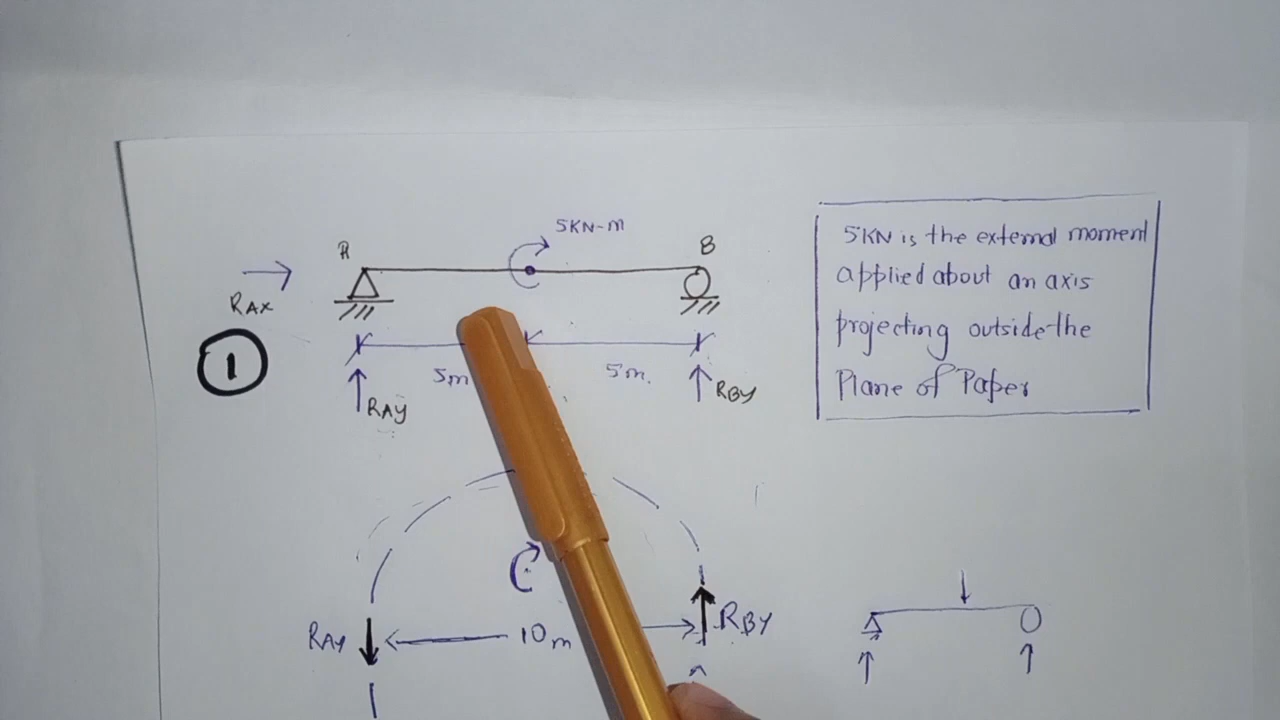 5KN-m
A
B
RAX
1
5m
5m.
RAY
RBY
5KN is the external moment
applied about an axis
projecting outside the
Plane of Paper
RAY
10m
RBY